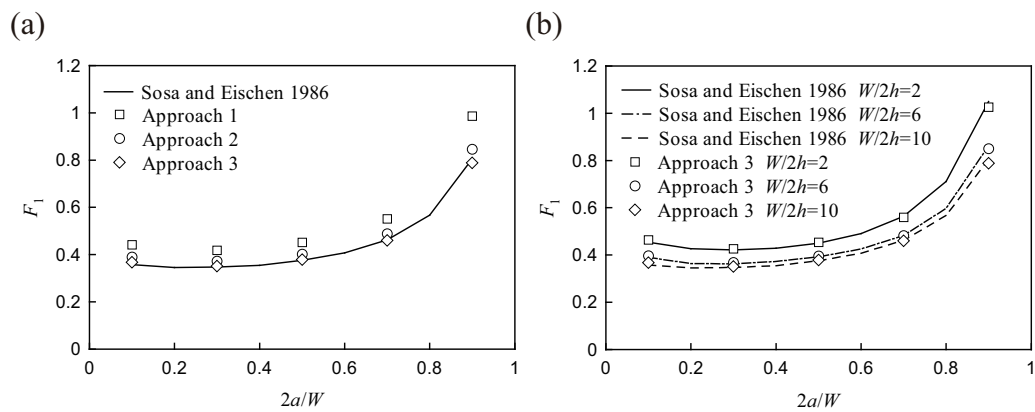 (a)
1.2
1
0.8
0.6
0.4
0.2
0
F1
Sosa and Eischen 1986
Approach 1
Approach 2
Approach 3
0 0.2 0.4 0.6 0.8 1
2a/W
(b)
1.2
1
0.8
0.6
0.4
0.2
0
F1
Sosa and Eischen 1986 W/2h=2
Sosa and Eischen 1986 W/2h=6
Sosa and Eischen 1986 W/2h=10
Approach 3 W/2h=2
Approach 3 W/2h=6
Approach 3 W/2h=10
0 0.2 0.4 0.6 0.8 1
2a/W